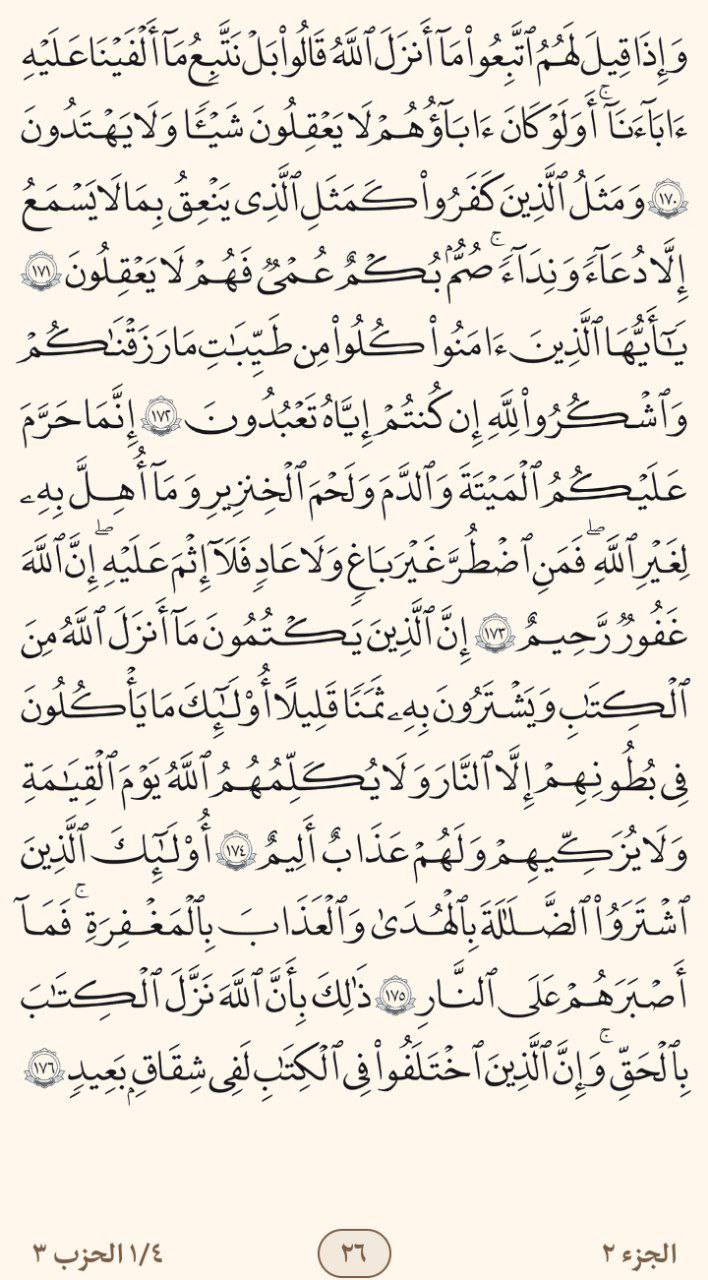 وَإِذَا قِيلَ لَهُمُ ٱتَّبِعُوا۟ مَآ أَنزَلَ ٱللَّهُ قَالُوا۟ بَلْ نَتَّبِعُ مَآ أَلْفَيْنَا عَلَيْهِ
ءَابَآءَنَآ ۚ أَوَلَوْ كَانَ ءَابَآؤُهُمْ لَا يَعْقِلُونَ شَيْـًٔا وَلَا يَهْتَدُونَ
١٧٠ وَمَثَلُ ٱلَّذِينَ كَفَرُوا۟ كَمَثَلِ ٱلَّذِى يَنْعِقُ بِمَا لَا يَسْمَعُ
إِلَّا دُعَآءً وَنِدَآءً ۚ صُمٌّۢ بُكْمٌ عُمْىٌ فَهُمْ لَا يَعْقِلُونَ ١٧١
يَـٰٓأَيُّهَا ٱلَّذِينَ ءَامَنُوا۟ كُلُوا۟ مِن طَيِّبَـٰتِ مَا رَزَقْنَـٰكُمْ
وَٱشْكُرُوا۟ لِلَّهِ إِن كُنتُمْ إِيَّاهُ تَعْبُدُونَ ١٧٢ إِنَّمَا حَرَّمَ
عَلَيْكُمُ ٱلْمَيْتَةَ وَٱلدَّمَ وَلَحْمَ ٱلْخِنزِيرِ وَمَآ أُهِلَّ بِهِۦ
لِغَيْرِ ٱللَّهِ ۖ فَمَنِ ٱضْطُرَّ غَيْرَ بَاغٍ وَلَا عَادٍ فَلَآ إِثْمَ عَلَيْهِ ۖ إِنَّ ٱللَّهَ
غَفُورٌ رَّحِيمٌ ١٧٣ إِنَّ ٱلَّذِينَ يَكْتُمُونَ مَآ أَنزَلَ ٱللَّهُ مِنَ
ٱلْكِتَـٰبِ وَيَشْتَرُونَ بِهِۦ ثَمَنًا قَلِيلًا أُو۟لَـٰٓئِكَ مَا يَأْكُلُونَ
فِى بُطُونِهِمْ إِلَّا ٱلنَّارَ وَلَا يُكَلِّمُهُمُ ٱللَّهُ يَوْمَ ٱلْقِيَـٰمَةِ
وَلَا يُزَكِّيهِمْ وَلَهُمْ عَذَابٌ أَلِيمٌ ١٧٤ أُو۟لَـٰٓئِكَ ٱلَّذِينَ
ٱشْتَرَوُا۟ ٱلضَّلَـٰلَةَ بِٱلْهُدَىٰ وَٱلْعَذَابَ بِٱلْمَغْفِرَةِ ۚ فَمَآ
أَصْبَرَهُمْ عَلَى ٱلنَّارِ ١٧٥ ذَٰلِكَ بِأَنَّ ٱللَّهَ نَزَّلَ ٱلْكِتَـٰبَ
بِٱلْحَقِّ ۗ وَإِنَّ ٱلَّذِينَ ٱخْتَلَفُوا۟ فِى ٱلْكِتَـٰبِ لَفِى شِقَاقٍۭ بَعِيدٍ ١٧٦
الجزء ٢
٢٦
١/٤ الحزب ٣